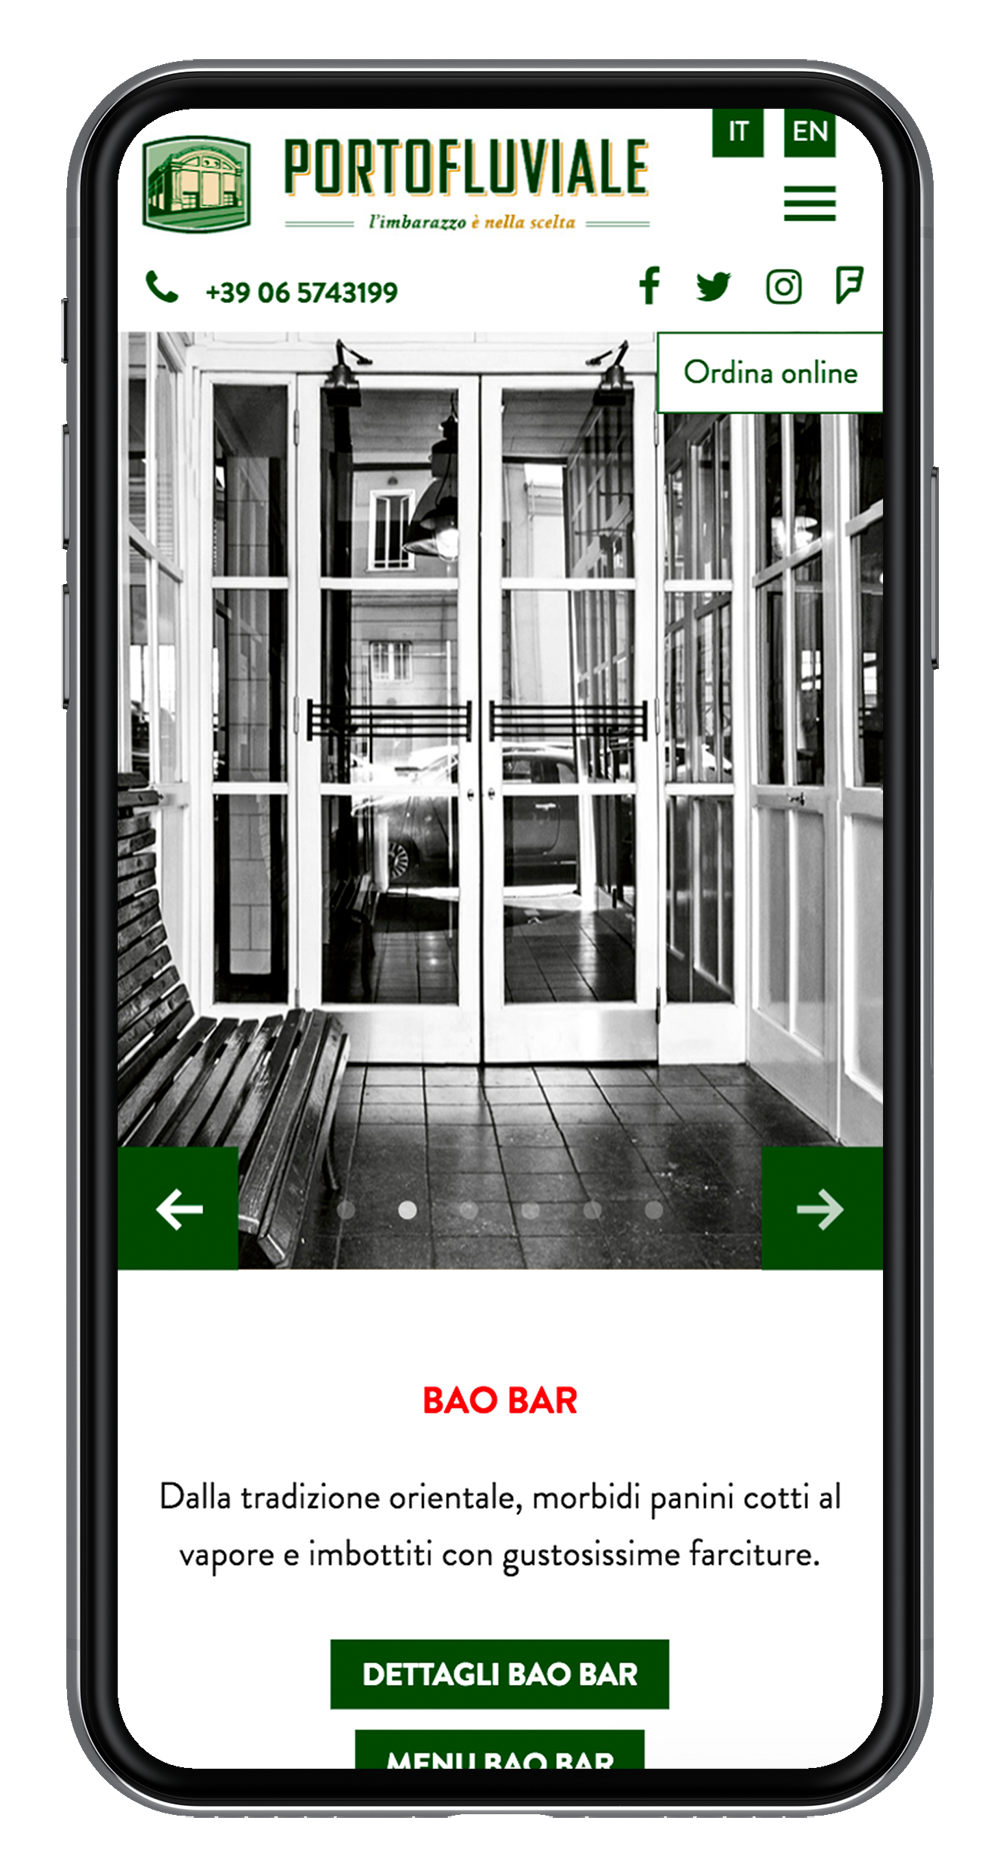 IT EN
PORTOFLUVIALE
l'imbarazzo è nella scelta
+39 06 5743199
Ordina online
BAO BAR
Dalla tradizione orientale, morbidi panini cotti al
vapore e imbottiti con gustosissime farciture.
DETTAGLI BAO BAR
MENU BAO BAR